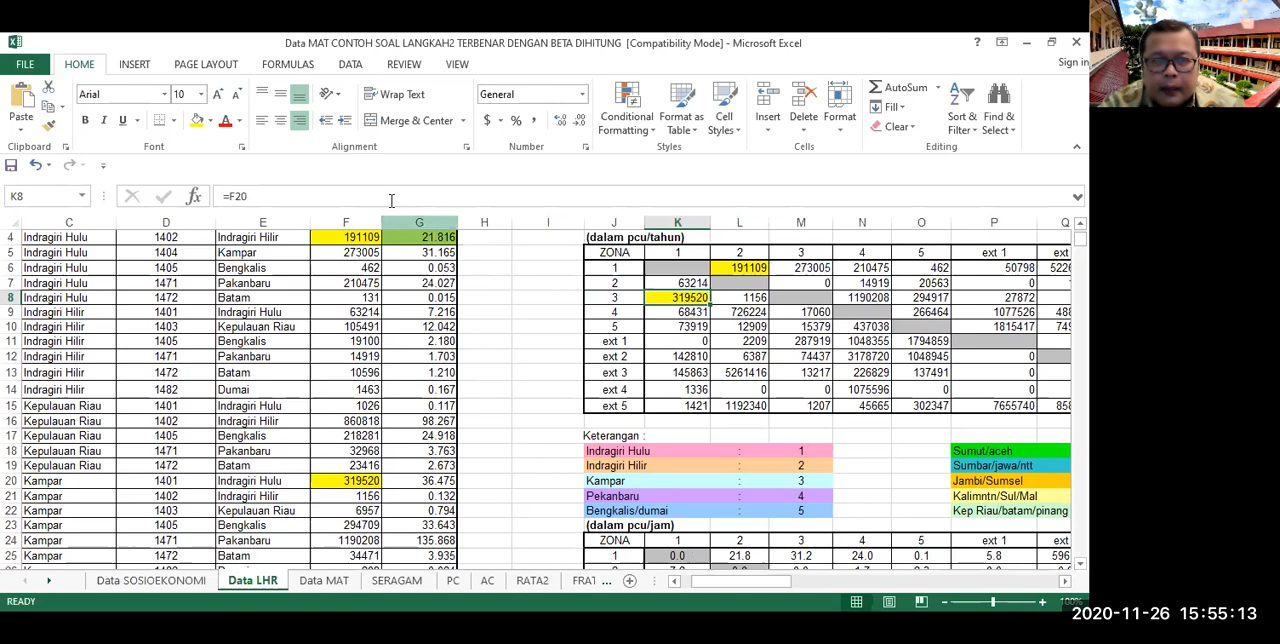 Data MAT CONTOH SOAL LANGKAH2 TERBENAR DENGAN BETA DIHITUNG [Compatibility Mode] - Microsoft Excel
FILE HOME INSERT PAGE LAYOUT FORMULAS DATA REVIEW VIEW Sign in
Arial 10 Wrap Text General AutoSum
Paste Fill
B I U Merge & Center $ % , Conditional Formatting Format as Table Cell Styles Insert Delete Format Clear Sort & Filter Find & Select
Clipboard Font Alignment Number Styles Cells Editing
K8 fx =F20
C D E F G H I J K L M N O P Q
4 Indragiri Hulu 1402 Indragiri Hilir 191109 21.816 (dalam pcu/tahun)
5 Indragiri Hulu 1404 Kampar 273005 31.165 ZONA 1 2 3 4 5 ext 1 ext
6 Indragiri Hulu 1405 Bengkalis 462 0.053 1 191109 273005 210475 462 50798 5226
7 Indragiri Hulu 1471 Pakanbaru 210475 24.027 2 63214 0 14919 20563 0
8 Indragiri Hulu 1472 Batam 131 0.015 3 319520 1156 1190208 294917 27872
9 Indragiri Hilir 1401 Indragiri Hulu 63214 7.216 4 68431 726224 17060 266464 1077526 488
10 Indragiri Hilir 1403 Kepulauan Riau 105491 12.042 5 73919 12909 15379 437038 1815417 749
11 Indragiri Hilir 1405 Bengkalis 19100 2.180 ext 1 0 2209 287919 1048355 1794859
12 Indragiri Hilir 1471 Pakanbaru 14919 1.703 ext 2 142810 6387 74437 3178720 1048945 0
13 Indragiri Hilir 1472 Batam 10596 1.210 ext 3 145863 5261416 13217 226829 137491 0
14 Indragiri Hilir 1482 Dumai 1463 0.167 ext 4 1336 0 0 1075596 0 0
15 Kepulauan Riau 1401 Indragiri Hulu 1026 0.117 ext 5 1421 1192340 1207 45665 302347 7655740 858
16 Kepulauan Riau 1402 Indragiri Hilir 860818 98.267
17 Kepulauan Riau 1405 Bengkalis 218281 24.918 Keterangan :
18 Kepulauan Riau 1471 Pakanbaru 32968 3.763 Indragiri Hulu : 1 Sumut/aceh
19 Kepulauan Riau 1472 Batam 23416 2.673 Indragiri Hilir : 2 Sumbar/jawa/ntt
20 Kampar 1401 Indragiri Hulu 319520 36.475 Kampar : 3 Jambi/Sumsel
21 Kampar 1402 Indragiri Hilir 1156 0.132 Pekanbaru : 4 Kalimntn/Sul/Mal
22 Kampar 1403 Kepulauan Riau 6957 0.794 Bengkalis/dumai : 5 Kep Riau/batam/pinang
23 Kampar 1405 Bengkalis 294709 33.643 (dalam pcu/jam)
24 Kampar 1471 Pakanbaru 1190208 135.868 ZONA 1 2 3 4 5 ext 1 ext
25 Kampar 1472 Batam 34471 3.935 1 0.0 21.8 31.2 24.0 0.1 5.8 596
Data SOSIOEKONOMI Data LHR Data MAT SERAGAM PC AC RATA2 FRAT ...
READY 100%
2020-11-26 15:55:13